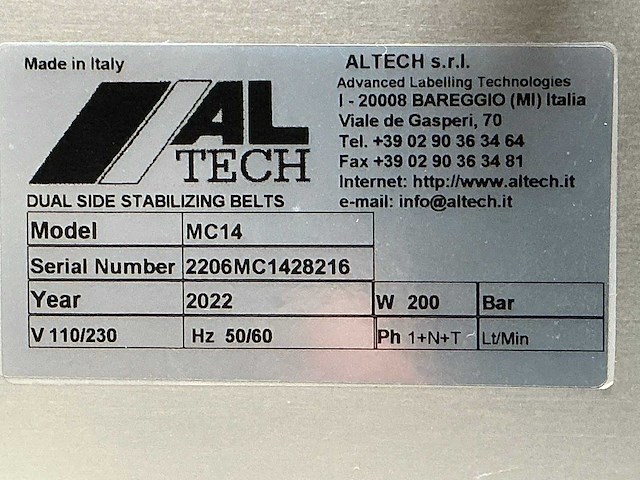 Made in Italy
AL
TECH
ALTECH s.r.l.
Advanced Labelling Technologies
I - 20008 BAREGGIO (MI) Italia
Viale de Gasperi, 70
Tel. +39 02 90 36 34 64
Fax +39 02 90 36 34 81
Internet: http://www.altech.it
e-mail: info@altech.it
DUAL SIDE STABILIZING BELTS
Model MC14
Serial Number 2206MC1428216
Year 2022 W 200 Bar
V 110/230 Hz 50/60 Ph 1+N+T Lt/Min